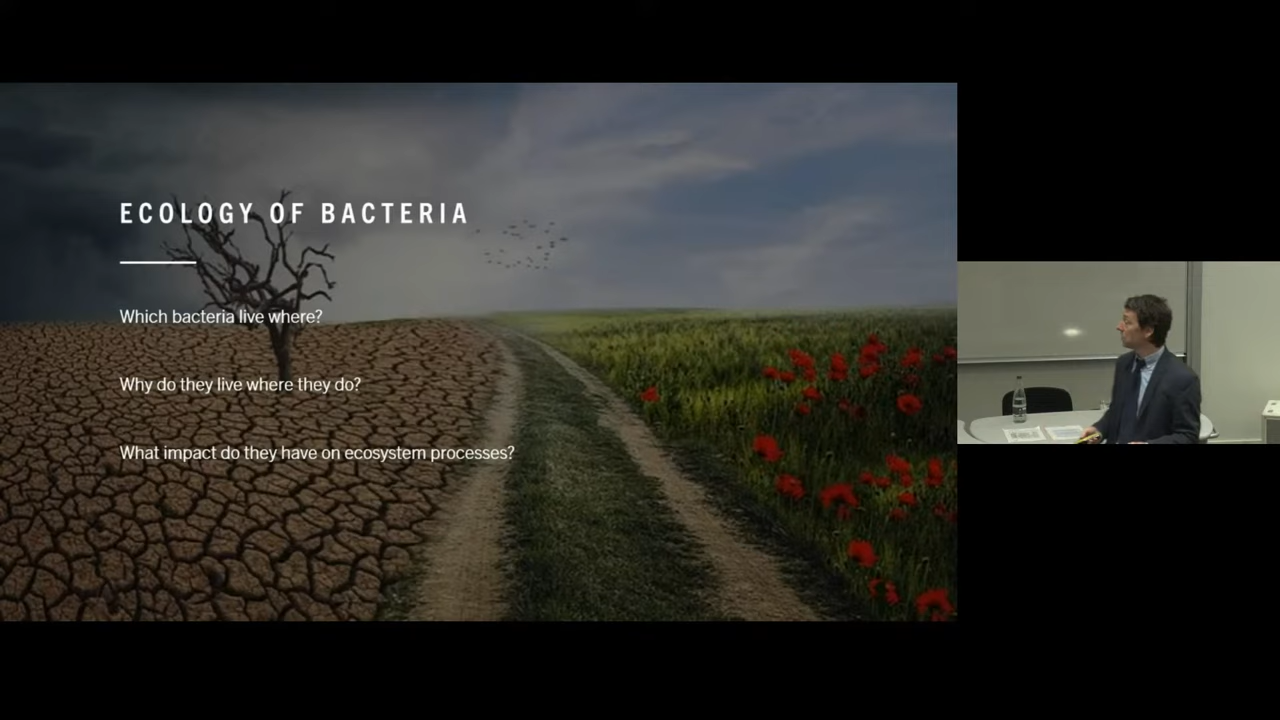 ECOLOGY OF BACTERIA
Which bacteria live where?
Why do they live where they do?
What impact do they have on ecosystem processes?